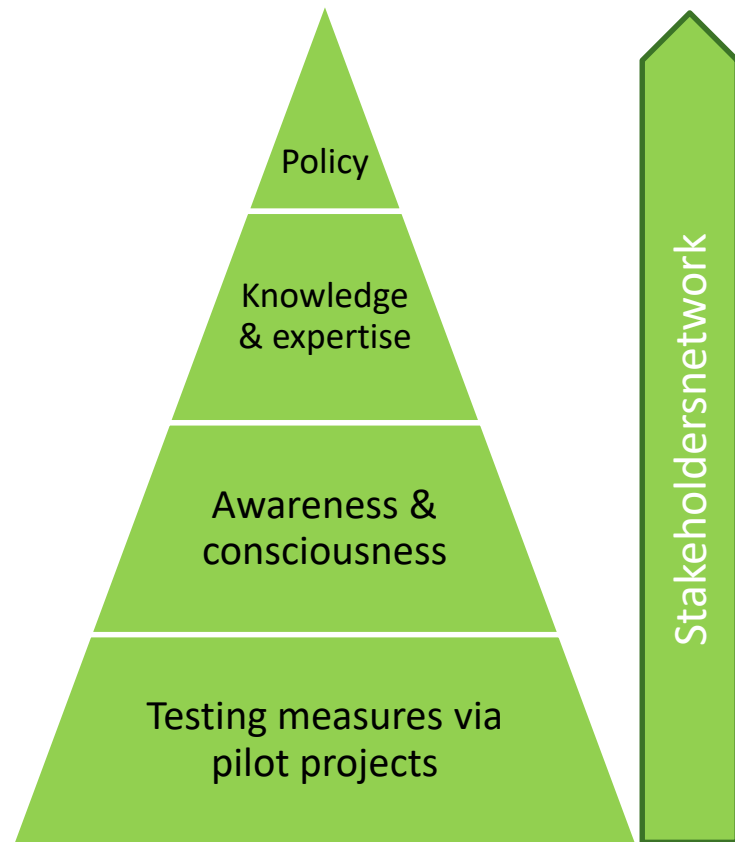 Policy
Knowledge
& expertise
Awareness &
consciousness
Testing measures via
pilot projects
Stakeholdersnetwork